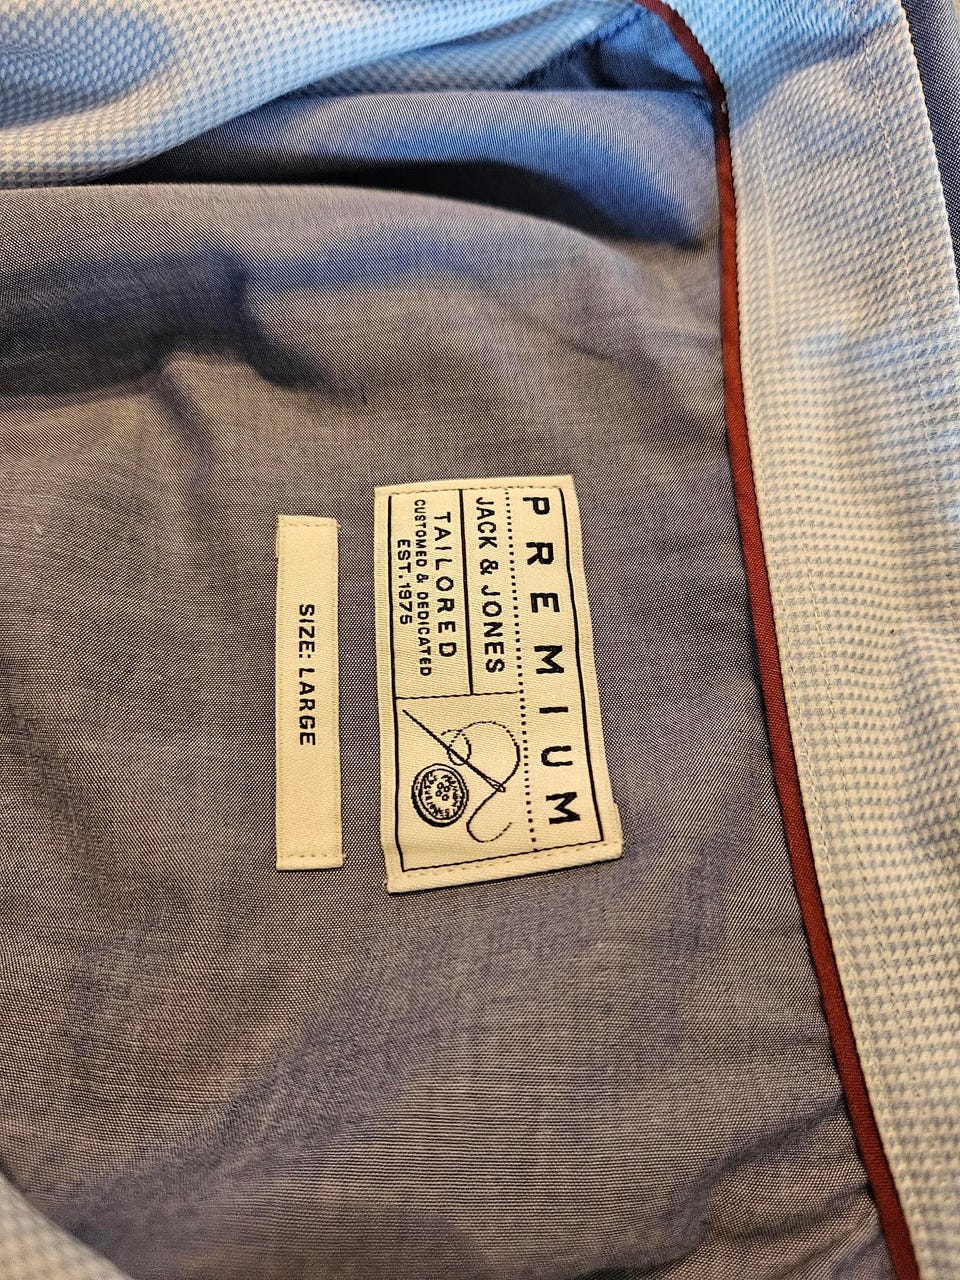 PREMIUM
JACK & JONES
TAILORED
CUSTOMED & DEDICATED
EST. 1975
SIZE: LARGE